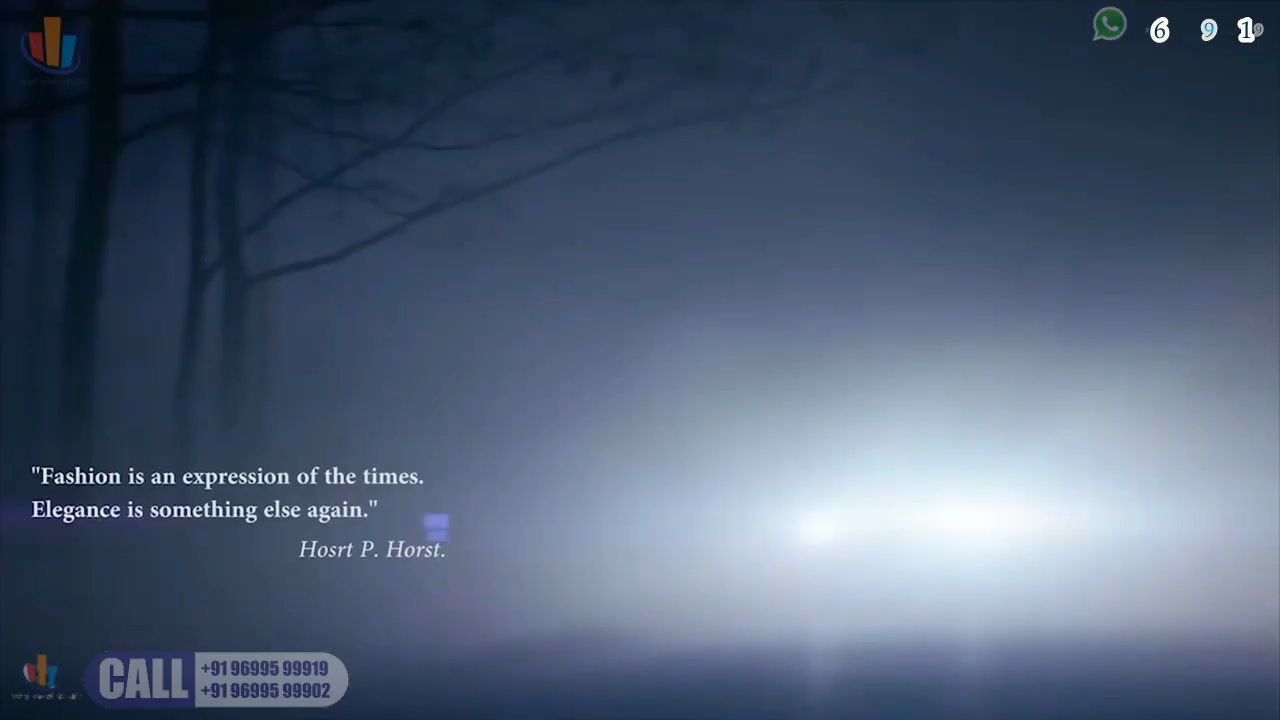 6 9 1
"Fashion is an expression of the times.
Elegance is something else again."
Hosrt P. Horst.
CALL
+91 96995 99919
+91 96995 99902